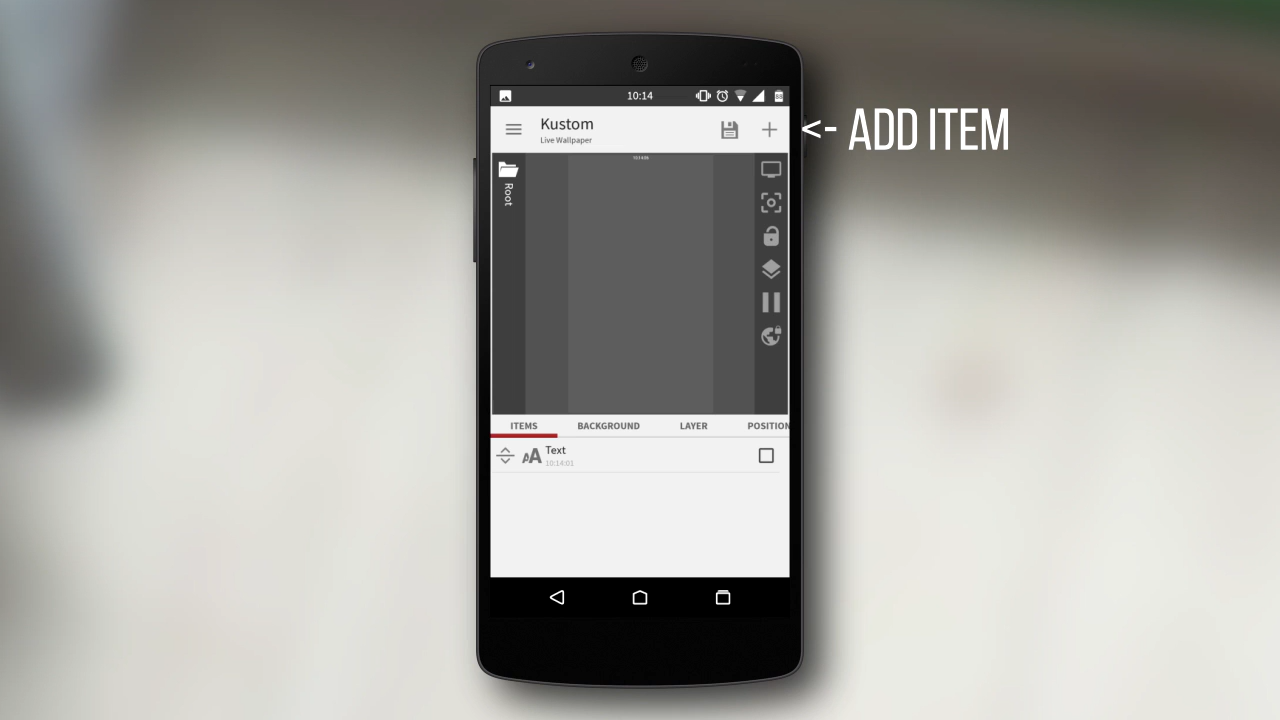 10:14
Kustom
Live Wallpaper
<- ADD ITEM
Root
ITEMS BACKGROUND LAYER POSITION
Text
10:14:01